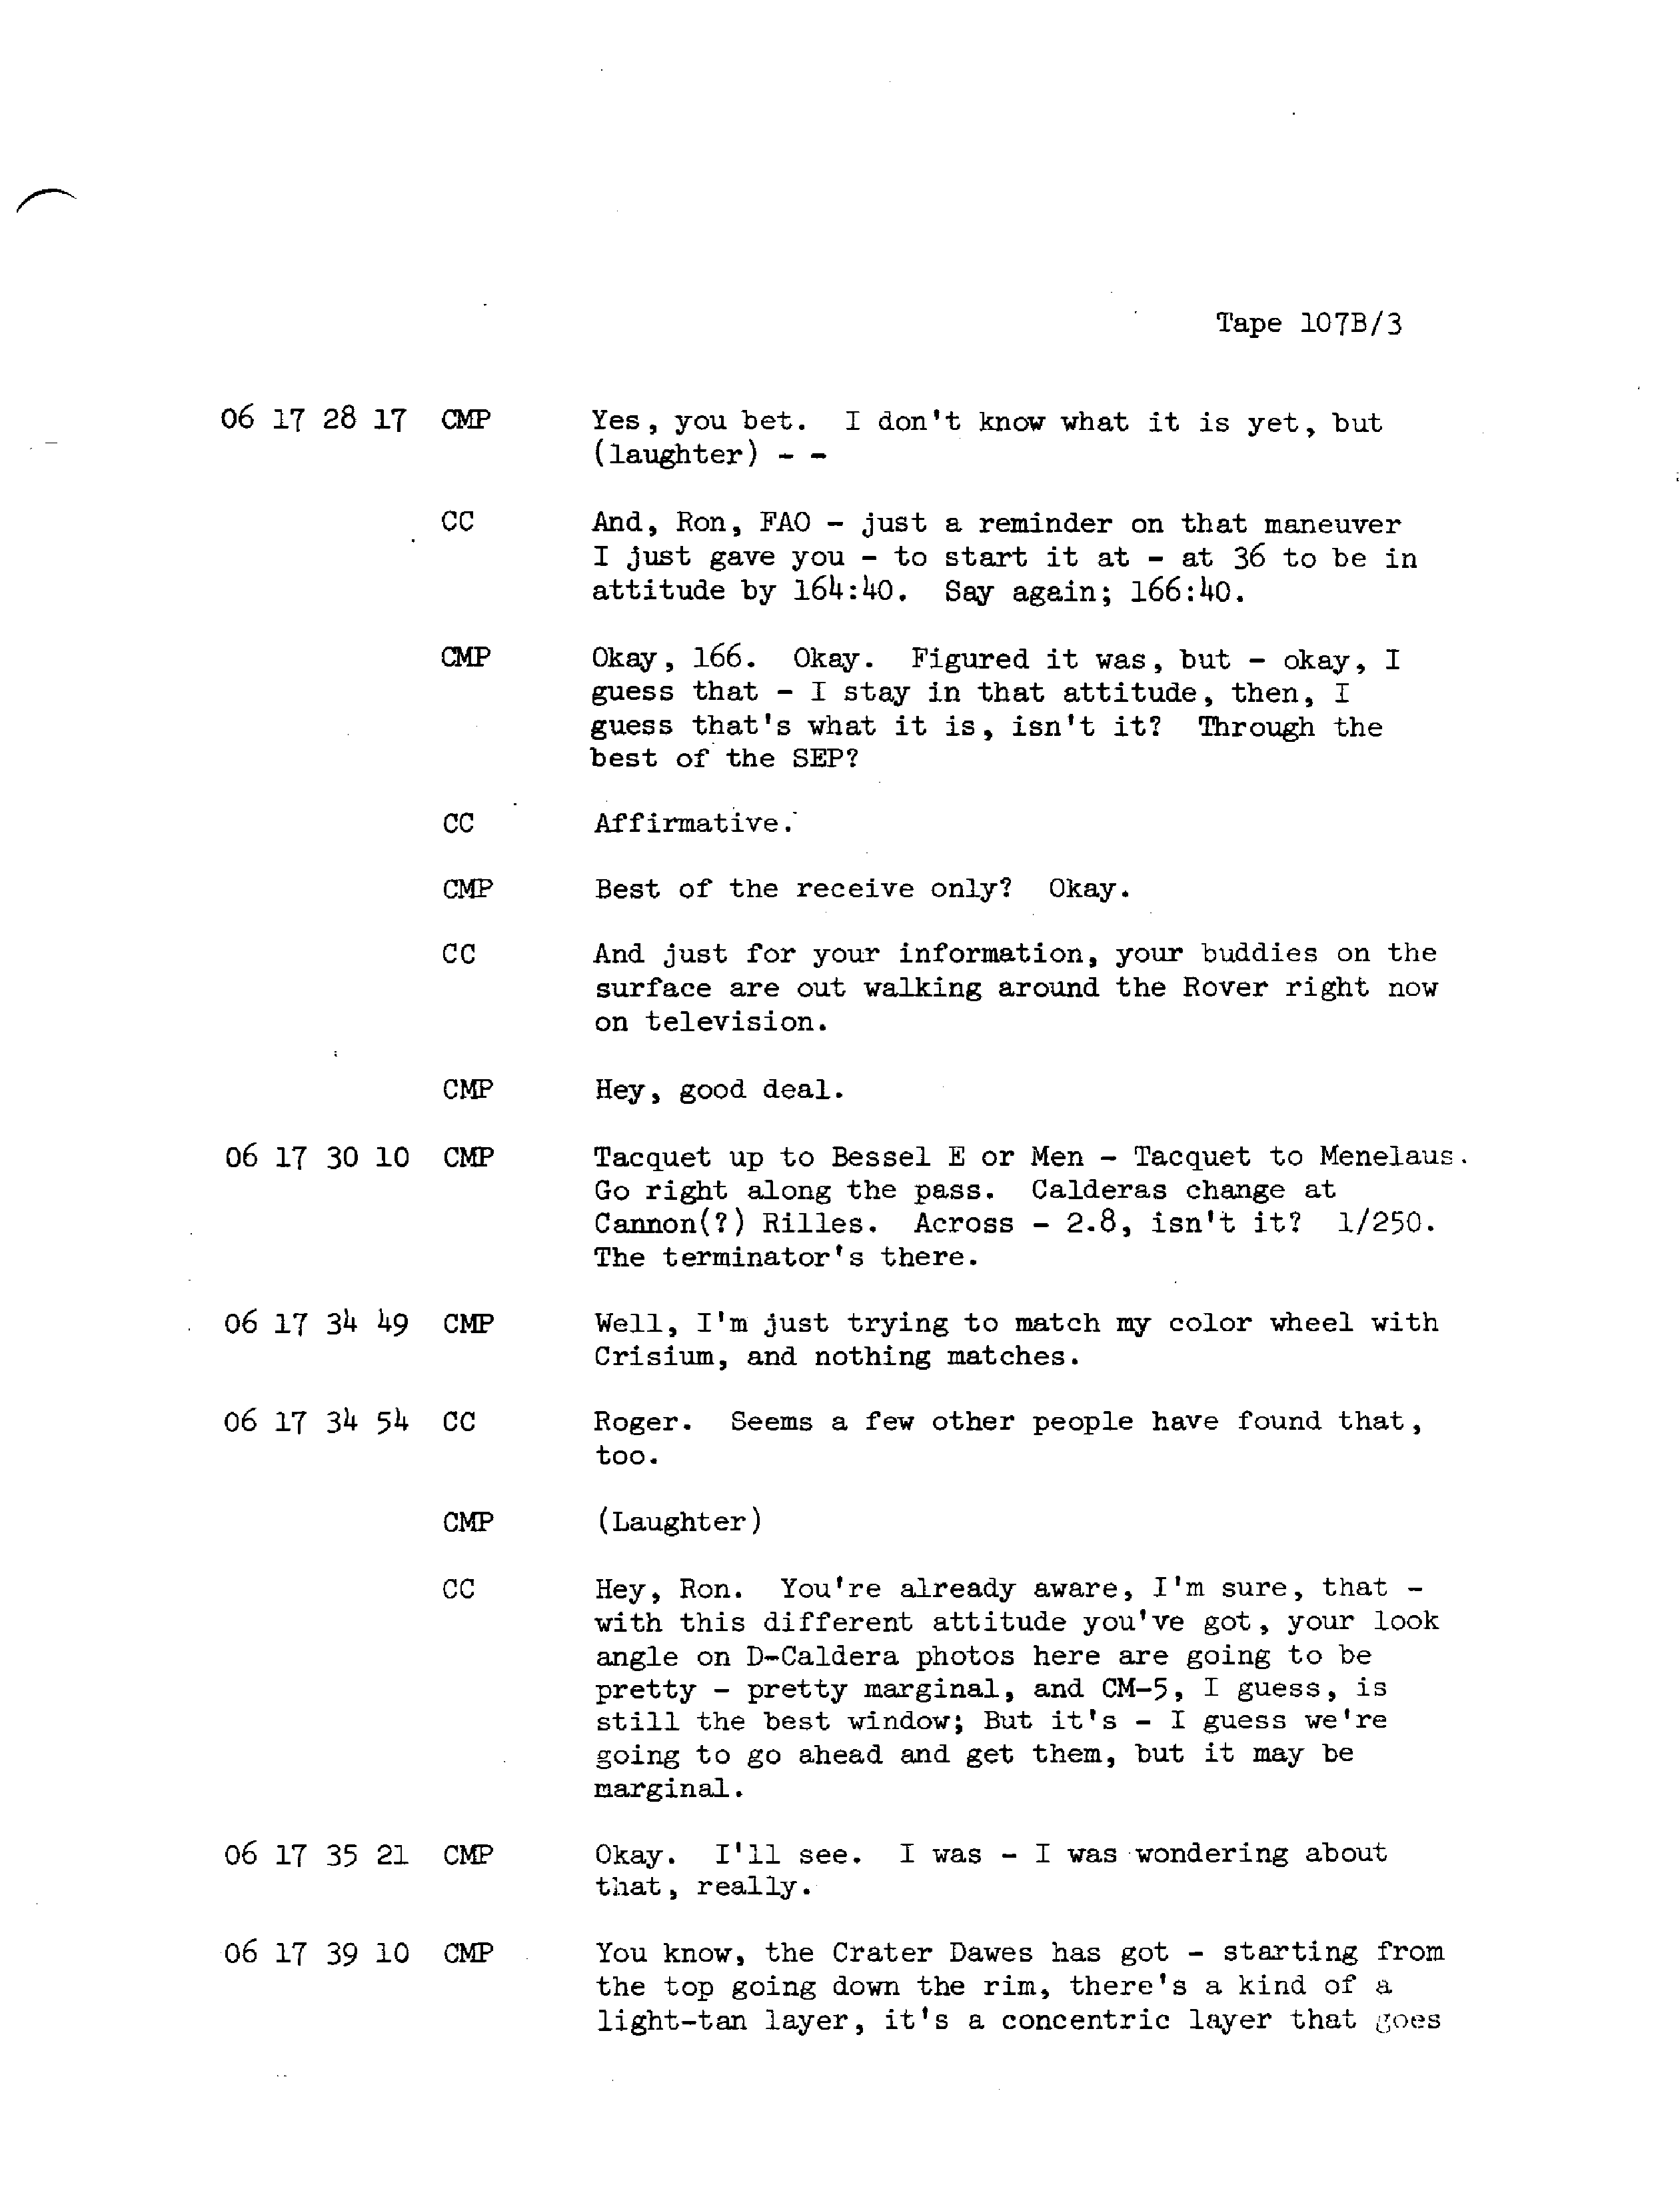 Tape 107B/3
06 17 28 17 CMP Yes, you bet. I don't know what it is yet, but
(laughter) - -
CC And, Ron, FAO - just a reminder on that maneuver
I just gave you - to start it at - at 36 to be in
attitude by 164:40. Say again; 166:40.
CMP Okay, 166. Okay. Figured it was, but - okay, I
guess that - I stay in that attitude, then, I
guess that's what it is, isn't it? Through the
best of the SEP?
CC Affirmative.
CMP Best of the receive only? Okay.
CC And just for your information, your buddies on the
surface are out walking around the Rover right now
on television.
CMP Hey, good deal.
06 17 30 10 CMP Tacquet up to Bessel E or Men - Tacquet to Menelaus.
Go right along the pass. Calderas change at
Cannon(?) Rilles. Across - 2.8, isn't it? 1/250.
The terminator's there.
06 17 34 49 CMP Well, I'm just trying to match my color wheel with
Crisium, and nothing matches.
06 17 34 54 CC Roger. Seems a few other people have found that,
too.
CMP (Laughter)
CC Hey, Ron. You're already aware, I'm sure, that -
with this different attitude you've got, your look
angle on D-Caldera photos here are going to be
pretty - pretty marginal, and CM-5, I guess, is
still the best window; But it's - I guess we're
going to go ahead and get them, but it may be
marginal.
06 17 35 21 CMP Okay. I'll see. I was - I was wondering about
that, really.
06 17 39 10 CMP You know, the Crater Dawes has got - starting from
the top going down the rim, there's a kind of a
light-tan layer, it's a concentric layer that goes